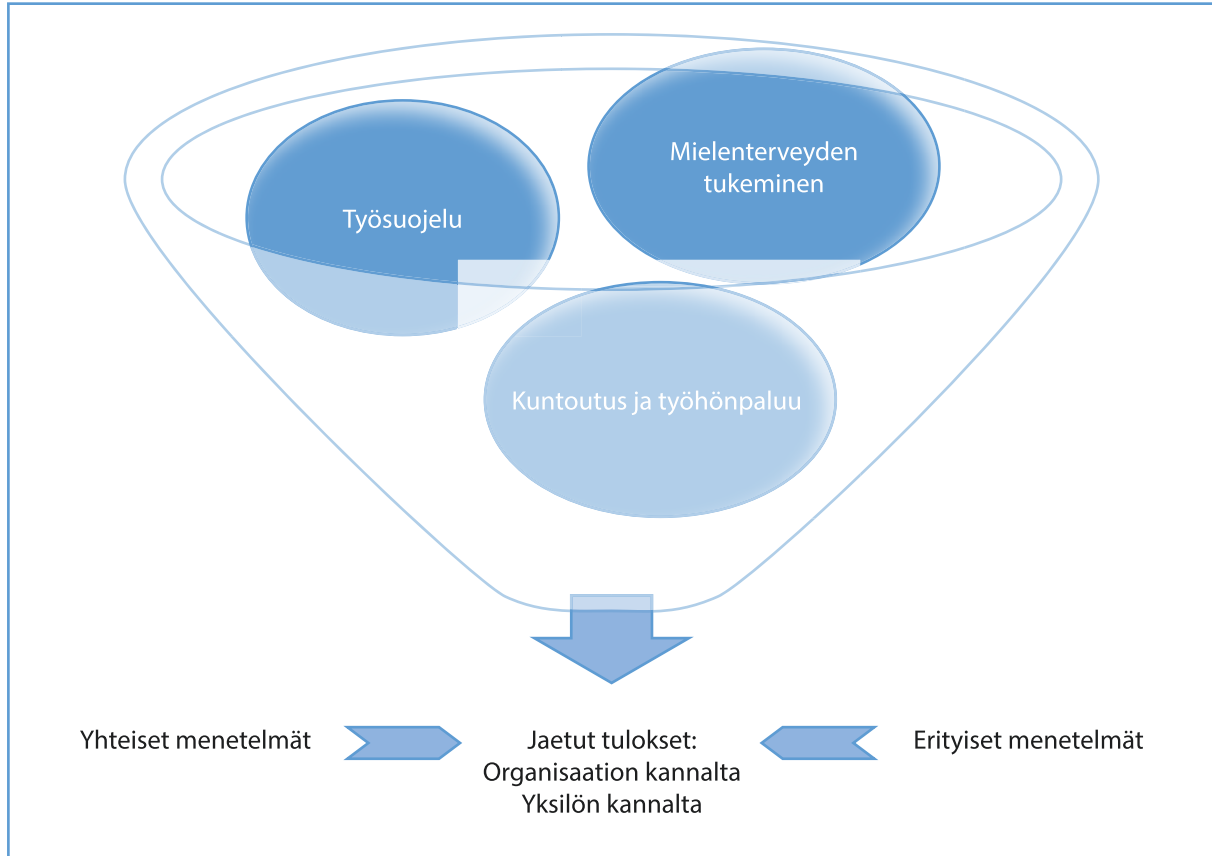 Mielenterveyden
tukeminen
Työsuojelu
Kuntoutus ja työhönpaluu
Yhteiset menetelmät
Jaetut tulokset:
Organisaation kannalta
Yksilön kannalta
Erityiset menetelmät